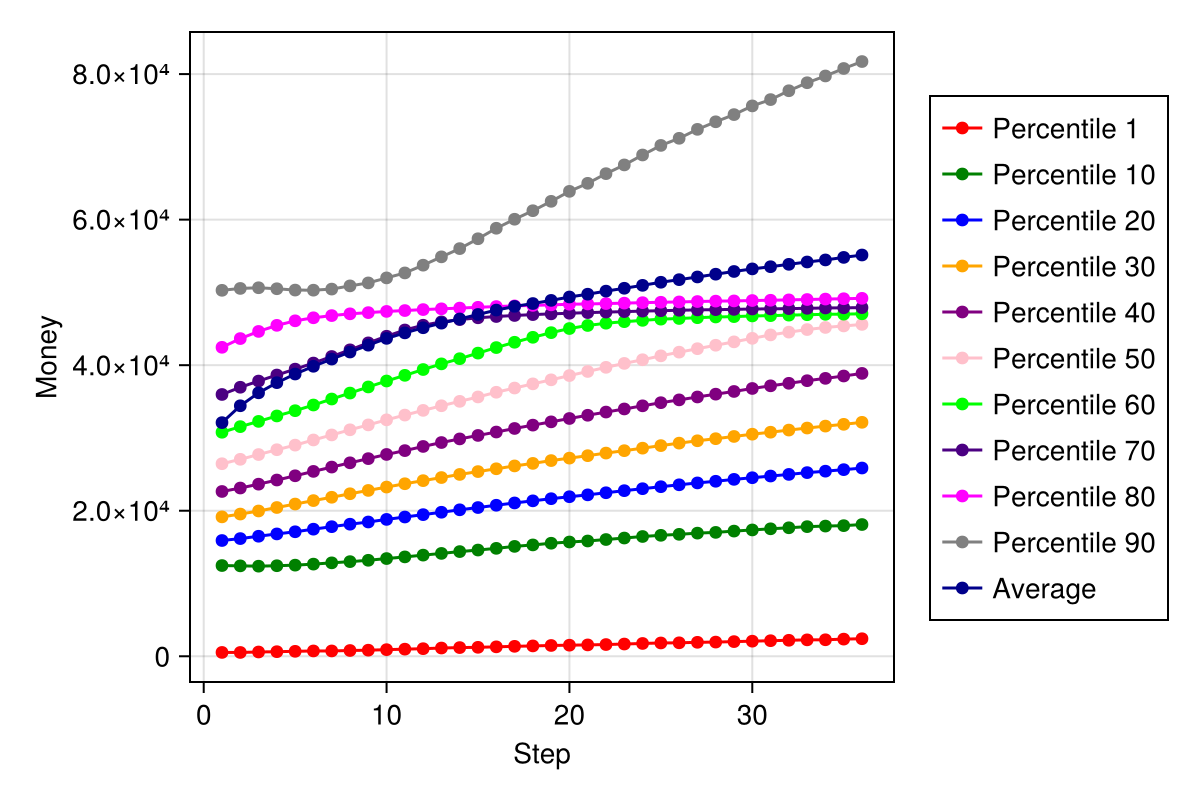 8.0×10⁴
6.0×10⁴
4.0×10⁴
2.0×10⁴
0
Money
0 10 20 30
Step
Percentile 1
Percentile 10
Percentile 20
Percentile 30
Percentile 40
Percentile 50
Percentile 60
Percentile 70
Percentile 80
Percentile 90
Average